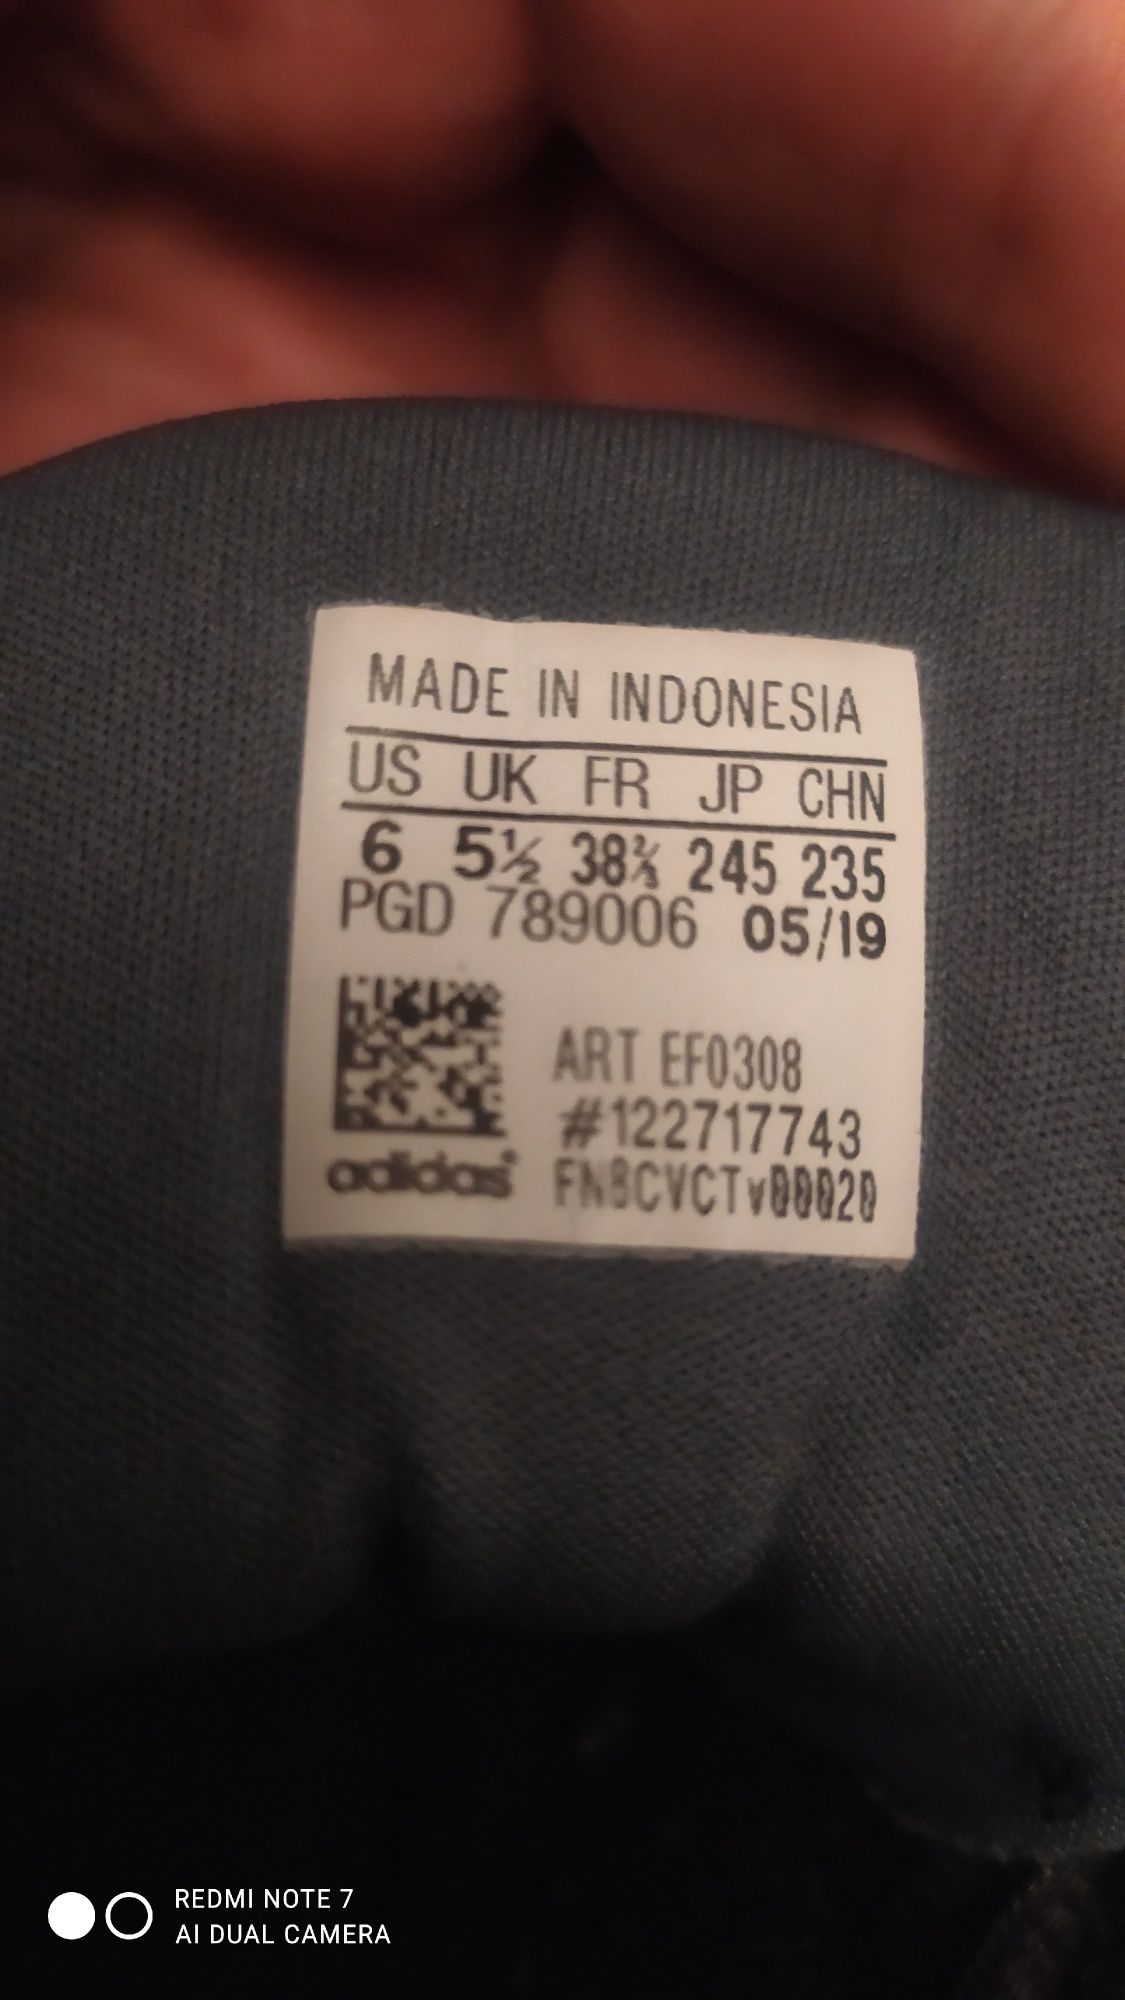 MADE IN INDONESIA
US UK FR JP CHN
6 5½ 38⅔ 245 235
PGD 789006 05/19
ART EF0308
#122717743
adidas FNBCVCTv00020
REDMI NOTE 7
AI DUAL CAMERA